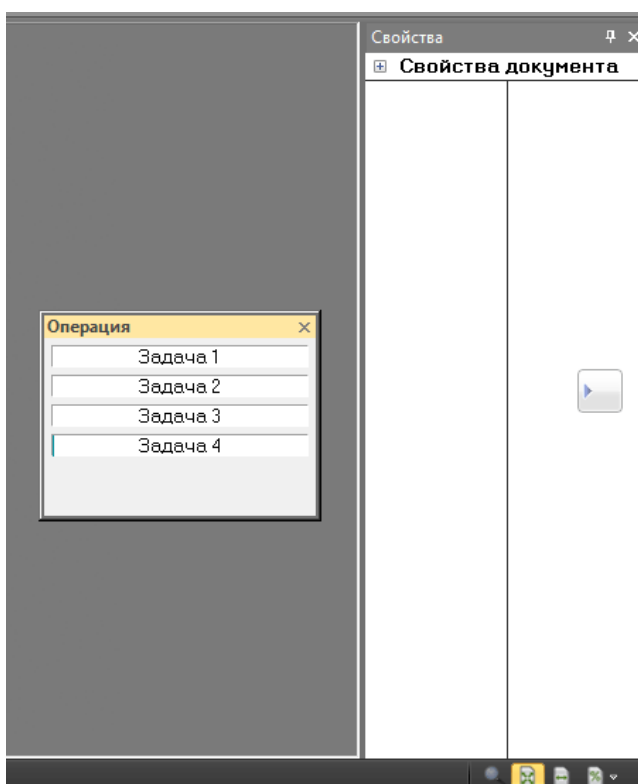 Свойства
Свойства документа
Операция
Задача 1
Задача 2
Задача 3
Задача 4